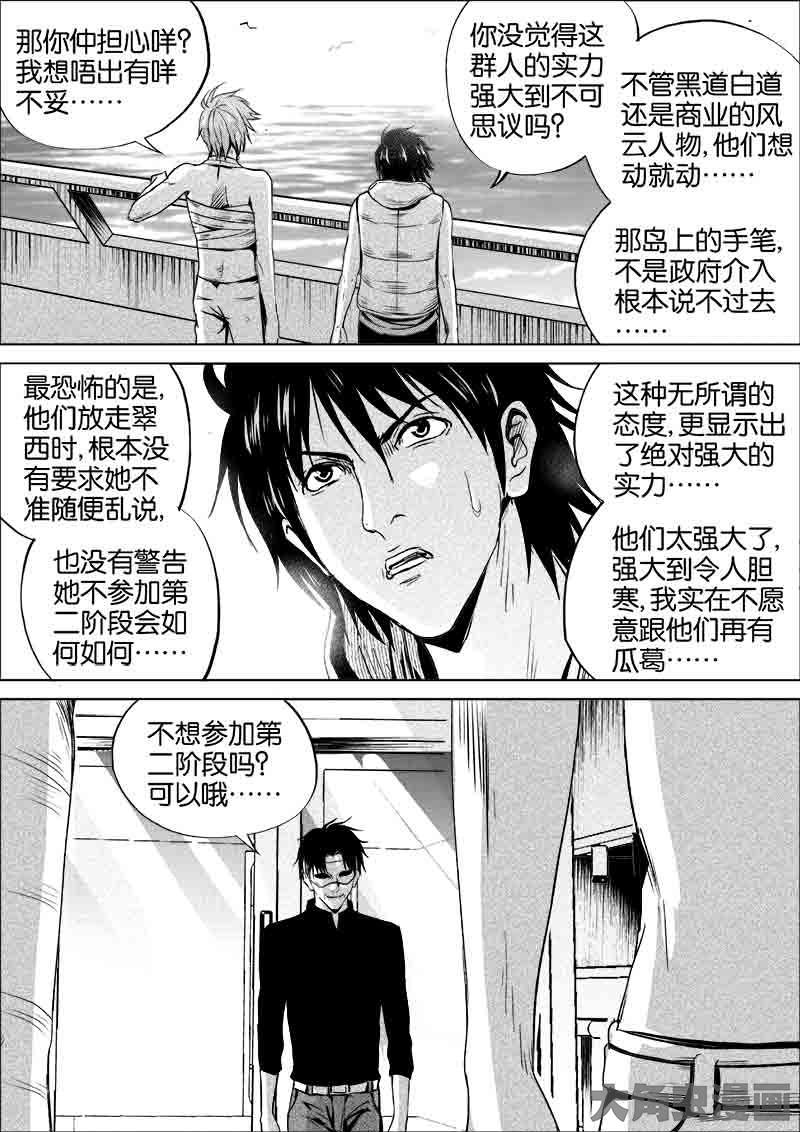 那你仲担心咩?
我想唔出有咩
不妥……
你没觉得这
群人的实力
强大到不可
思议吗?
不管黑道白道
还是商业的风
云人物,他们想
动就动……
那岛上的手笔,
不是政府介入
根本说不过去
……
最恐怖的是,
他们放走翠
西时,根本没
有要求她不
准随便乱说,
也没有警告
她不参加第
二阶段会如
何如何……
这种无所谓的
态度,更显示出
了绝对强大的
实力……
他们太强大了,
强大到令人胆
寒,我实在不愿
意跟他们再有
瓜葛……
不想参加第
二阶段吗?
可以哦……
大角虫漫画